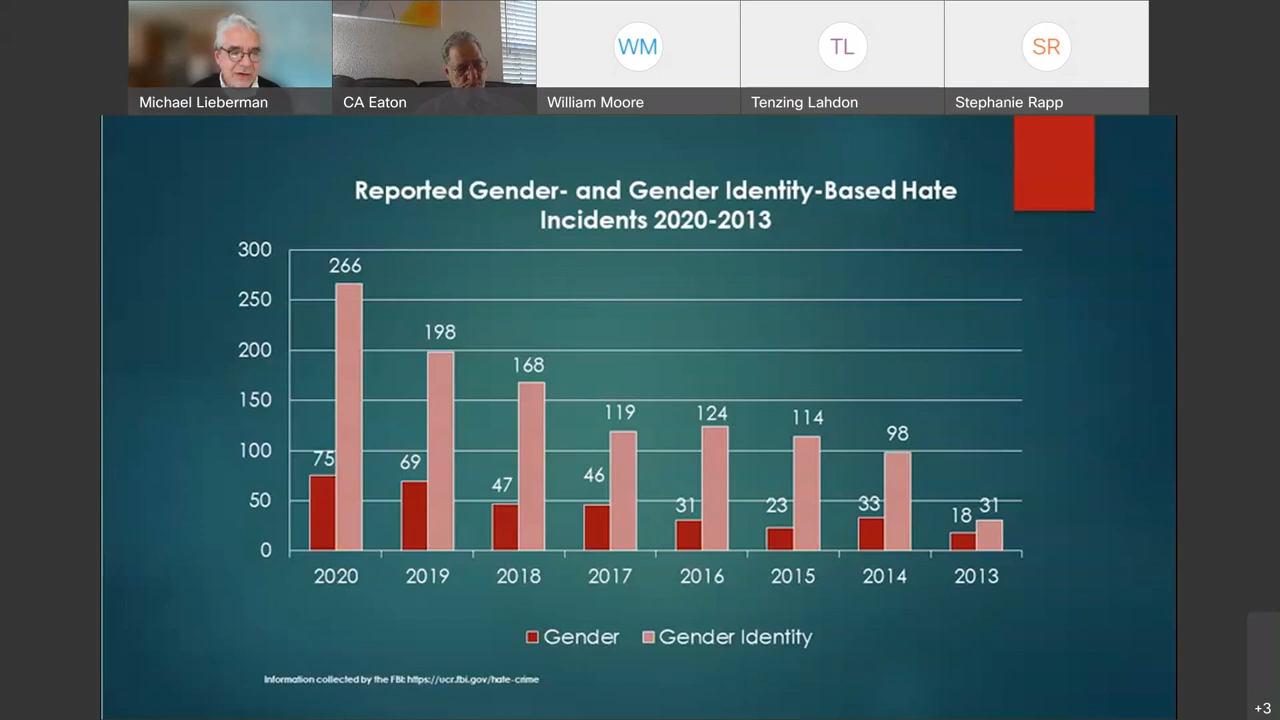 WM
TL
SR
Michael Lieberman
CA Eaton
William Moore
Tenzing Lahdon
Stephanie Rapp
Reported Gender- and Gender Identity-Based Hate
Incidents 2020-2013
300
250
200
150
100
50
0
266
198
168
119
124
114
98
31
75
69
47
46
31
23
33
18
2020
2019
2018
2017
2016
2015
2014
2013
Gender
Gender Identity
Information collected by the FBI: https://ucr.fbi.gov/hate-crime
+3